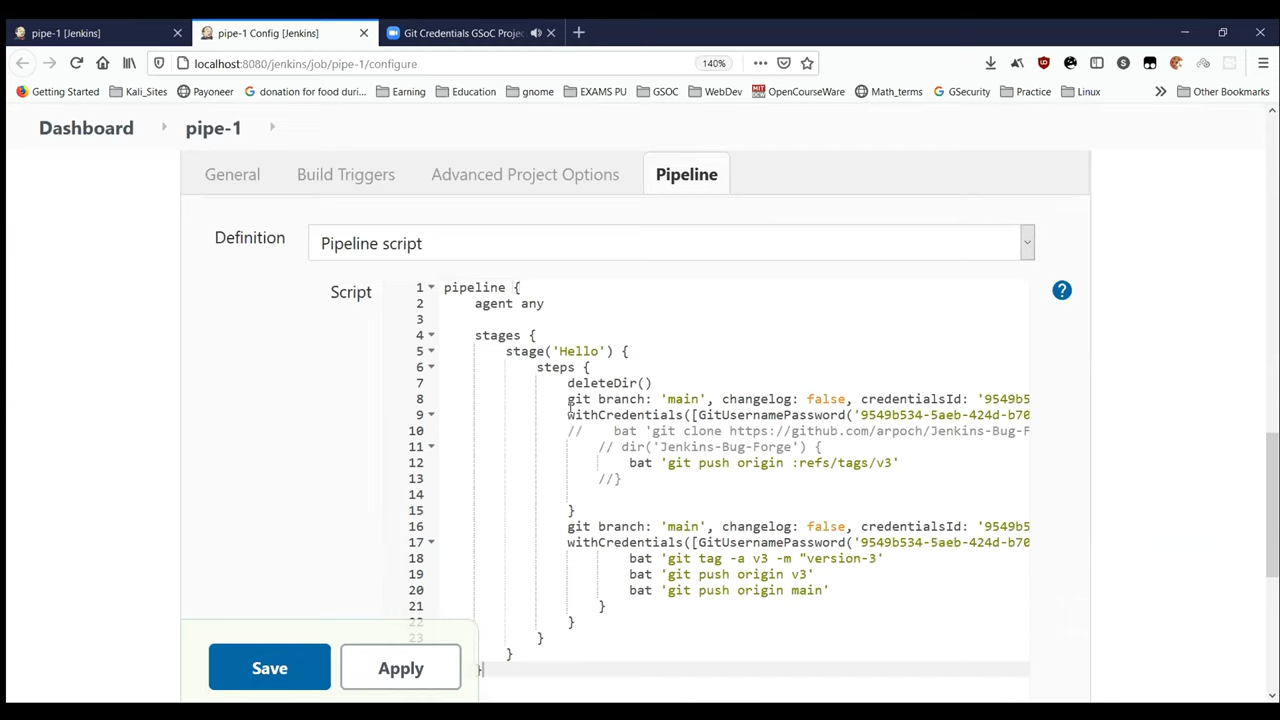 pipe-1 [Jenkins]
pipe-1 Config [Jenkins]
Git Credentials GSoC Projec
localhost:8080/jenkins/job/pipe-1/configure
140%
Getting Started
Kali_Sites
Payoneer
donation for food duri...
Earning
Education
gnome
EXAMS PU
GSOC
WebDev
OpenCourseWare
Math_terms
GSecurity
Practice
Linux
Other Bookmarks
Dashboard
pipe-1
General
Build Triggers
Advanced Project Options
Pipeline
Definition
Pipeline script
Script
1 pipeline {
2 agent any
3
4 stages {
5 stage('Hello') {
6 steps {
7 deleteDir()
8 git branch: 'main', changelog: false, credentialsId: '9549b5
9 withCredentials([GitUsernamePassword('9549b534-5aeb-424d-b70
10 // bat 'git clone https://github.com/arpoch/Jenkins-Bug-F
11 // dir('Jenkins-Bug-Forge') {
12 bat 'git push origin :refs/tags/v3'
13 //}
14
15 }
16 git branch: 'main', changelog: false, credentialsId: '9549b5
17 withCredentials([GitUsernamePassword('9549b534-5aeb-424d-b70
18 bat 'git tag -a v3 -m "version-3'
19 bat 'git push origin v3'
20 bat 'git push origin main'
21 }
22 }
23 }
}
}
Save
Apply